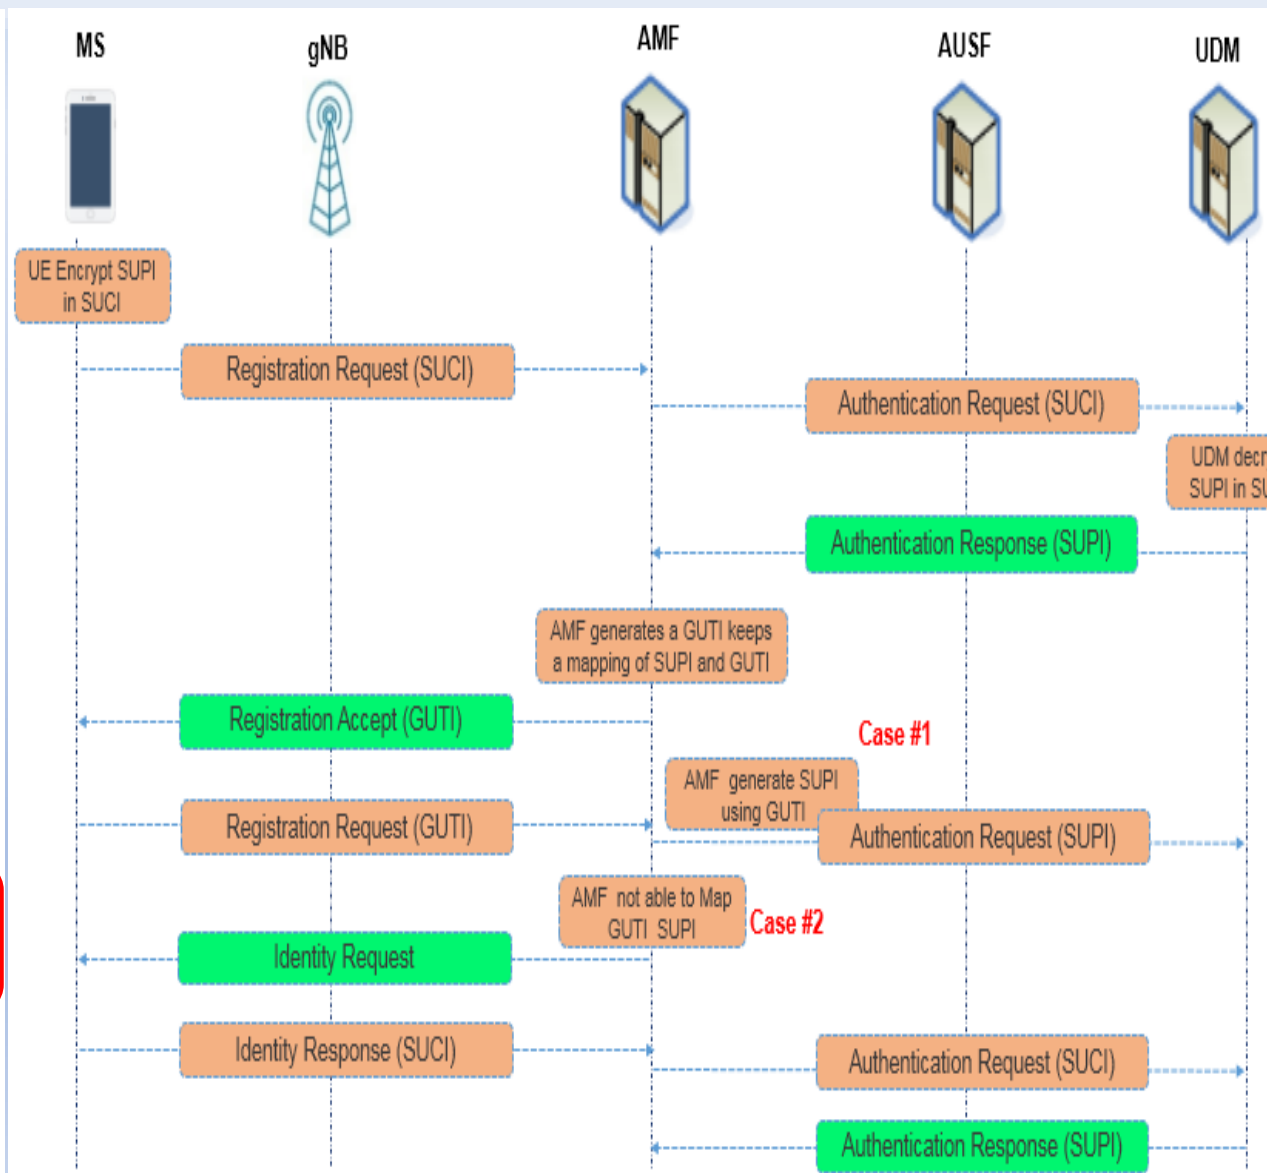 MS
gNB
AMF
AUSF
UDM
UE Encrypt SUPI
in SUCI
Registration Request (SUCI)
Authentication Request (SUCI)
UDM
SUPI in
Authentication Response (SUPI)
AMF generates a GUTI keeps
a mapping of SUPI and GUTI
Registration Accept (GUTI)
Case #1
AMF generate SUPI
using GUTI
Registration Request (GUTI)
Authentication Request (SUPI)
AMF not able to Map
GUTI SUPI
Case #2
Identity Request
Identity Response (SUCI)
Authentication Request (SUCI)
Authentication Response (SUPI)